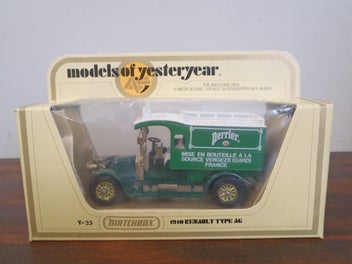 models of yesteryear
®
Perrier
MISE EN BOUTEILLE A LA
SOURCE VERGEZE (GARD)
FRANCE
Y-25
MATCHBOX
1910 RENAULT TYPE AG